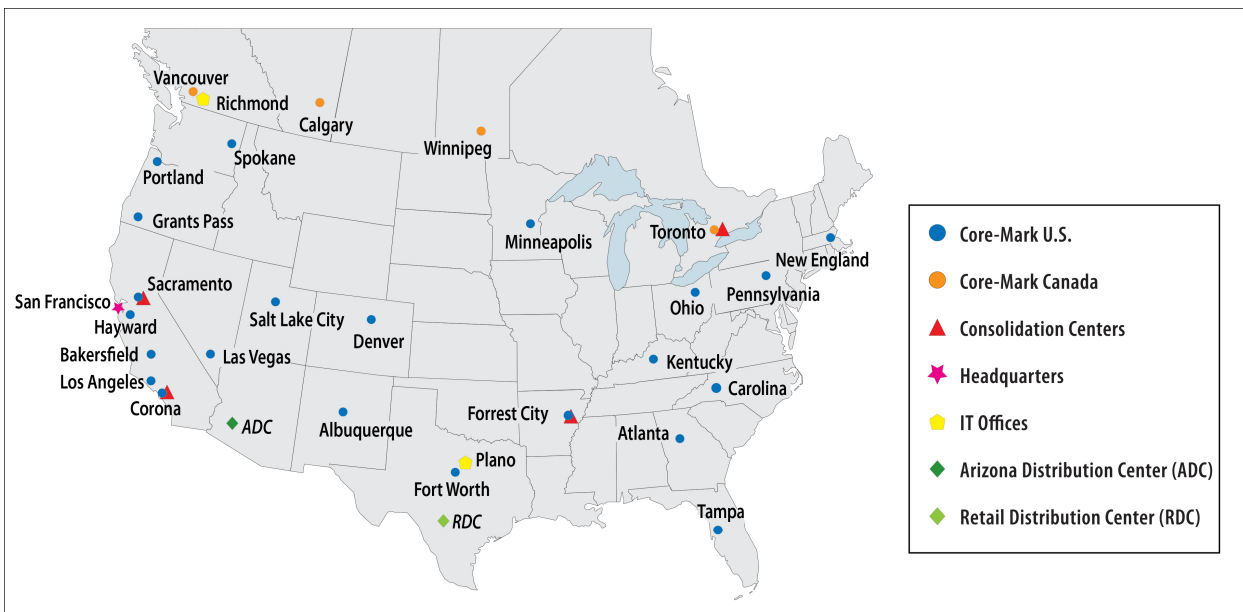 Vancouver
Richmond
Calgary
Winnipeg
Spokane
Portland
Grants Pass
Minneapolis
Toronto
New England
Sacramento
San Francisco
Hayward
Salt Lake City
Denver
Ohio
Pennsylvania
Bakersfield
Las Vegas
Kentucky
Los Angeles
Corona
Carolina
ADC
Albuquerque
Forrest City
Atlanta
Plano
Fort Worth
RDC
Tampa
Core-Mark U.S.
Core-Mark Canada
Consolidation Centers
Headquarters
IT Offices
Arizona Distribution Center (ADC)
Retail Distribution Center (RDC)